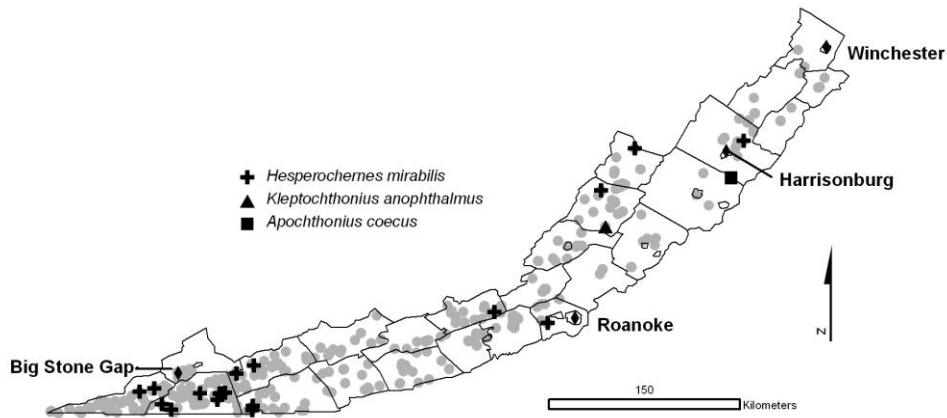 Winchester
Hesperochernes mirabilis
Kleptochthonius anophthalmus
Apochthonius coecus
Harrisonburg
Roanoke
N
Big Stone Gap
150
Kilometers